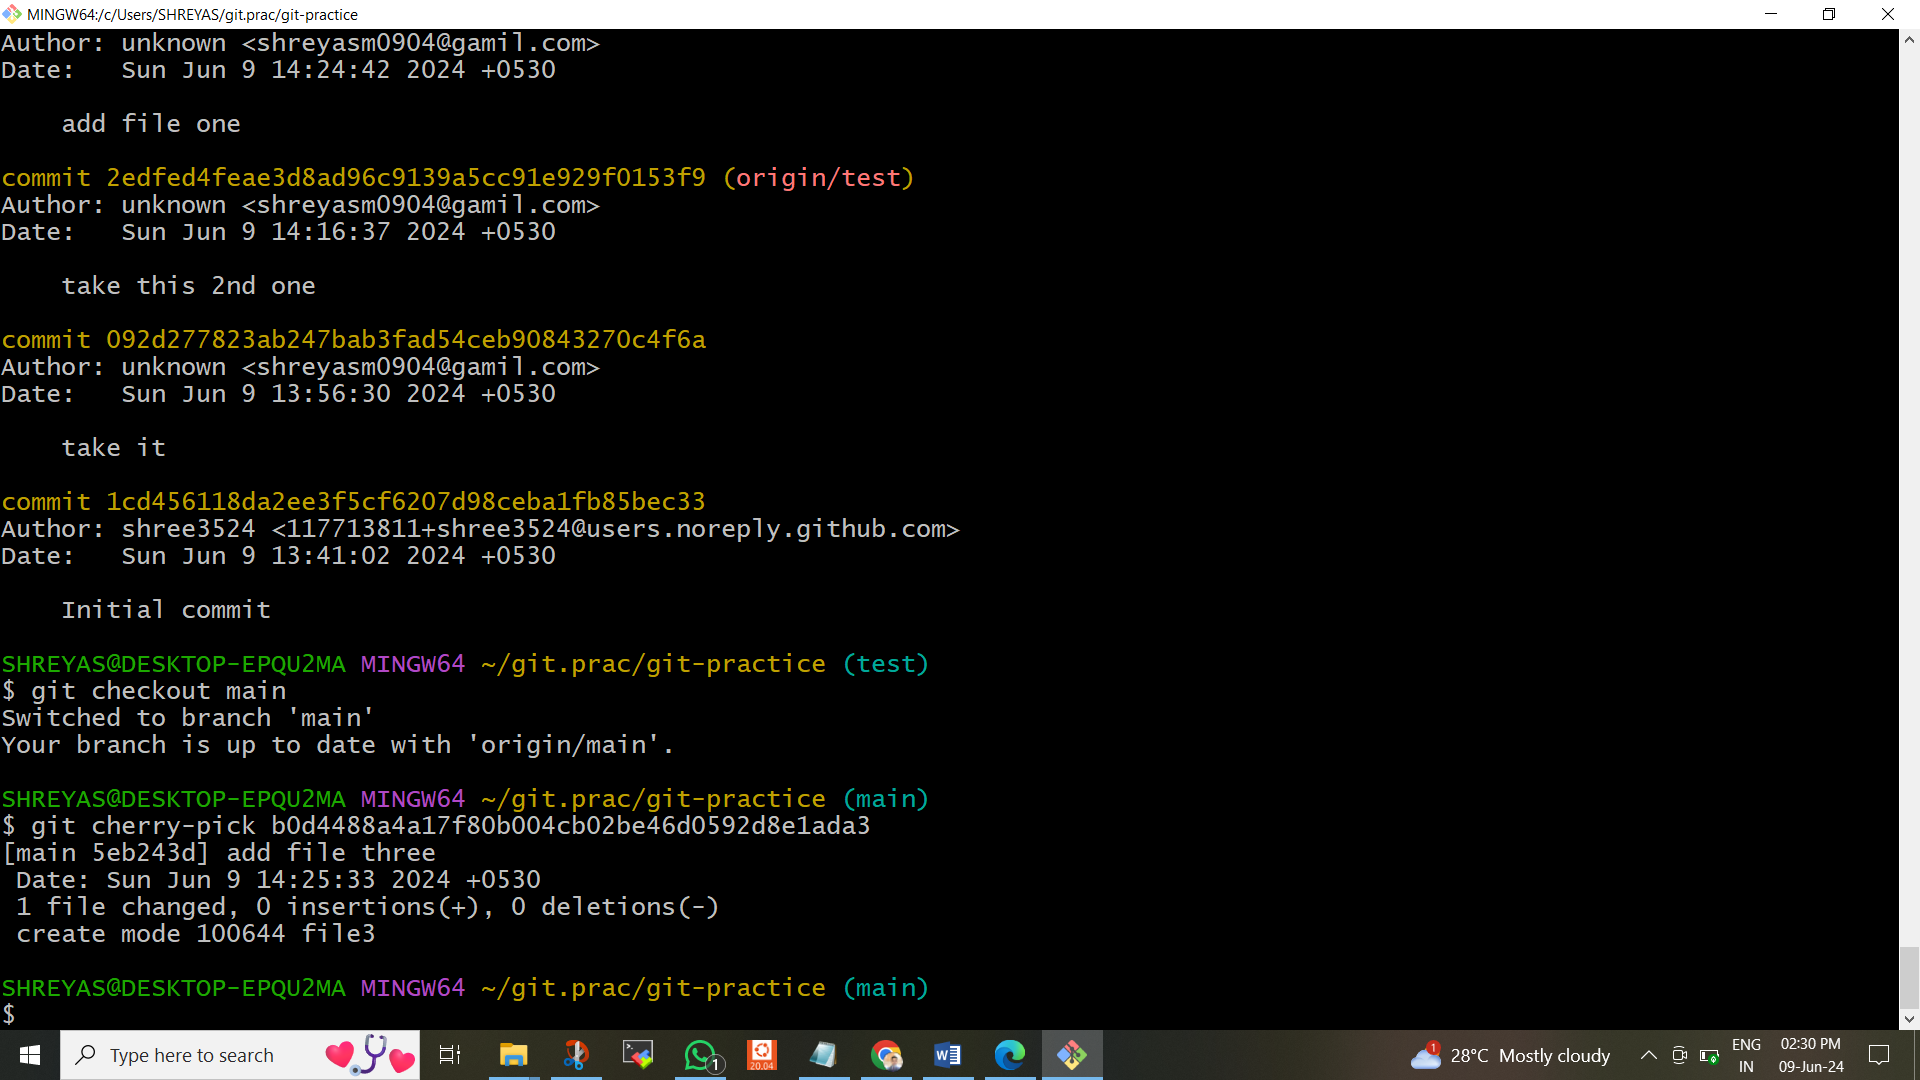 MINGW64:/c/Users/SHREYAS/git.prac/git-practice
Author: unknown <shreyasm0904@gamil.com>
Date:   Sun Jun 9 14:24:42 2024 +0530
    add file one
commit 2edfed4feae3d8ad96c9139a5cc91e929f0153f9 (origin/test)
Author: unknown <shreyasm0904@gamil.com>
Date:   Sun Jun 9 14:16:37 2024 +0530
    take this 2nd one
commit 092d277823ab247bab3fad54ceb90843270c4f6a
Author: unknown <shreyasm0904@gamil.com>
Date:   Sun Jun 9 13:56:30 2024 +0530
    take it
commit 1cd456118da2ee3f5cf6207d98ceba1fb85bec33
Author: shree3524 <117713811+shree3524@users.noreply.github.com>
Date:   Sun Jun 9 13:41:02 2024 +0530
    Initial commit
SHREYAS@DESKTOP-EPQU2MA MINGW64 ~/git.prac/git-practice (test)
$ git checkout main
Switched to branch 'main'
Your branch is up to date with 'origin/main'.
SHREYAS@DESKTOP-EPQU2MA MINGW64 ~/git.prac/git-practice (main)
$ git cherry-pick b0d4488a4a17f80b004cb02be46d0592d8e1ada3
[main 5eb243d] add file three
 Date: Sun Jun 9 14:25:33 2024 +0530
 1 file changed, 0 insertions(+), 0 deletions(-)
 create mode 100644 file3
SHREYAS@DESKTOP-EPQU2MA MINGW64 ~/git.prac/git-practice (main)
$
Type here to search
1
20.04
W
1
28°C Mostly cloudy
ENG
IN
02:30 PM
09-Jun-24